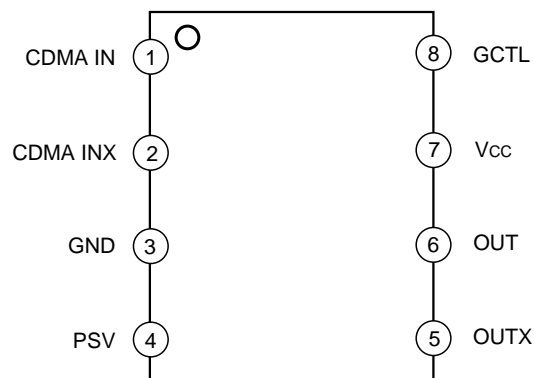 CDMA IN 1 8 GCTL
CDMA INX 2 7 Vcc
GND 3 6 OUT
PSV 4 5 OUTX